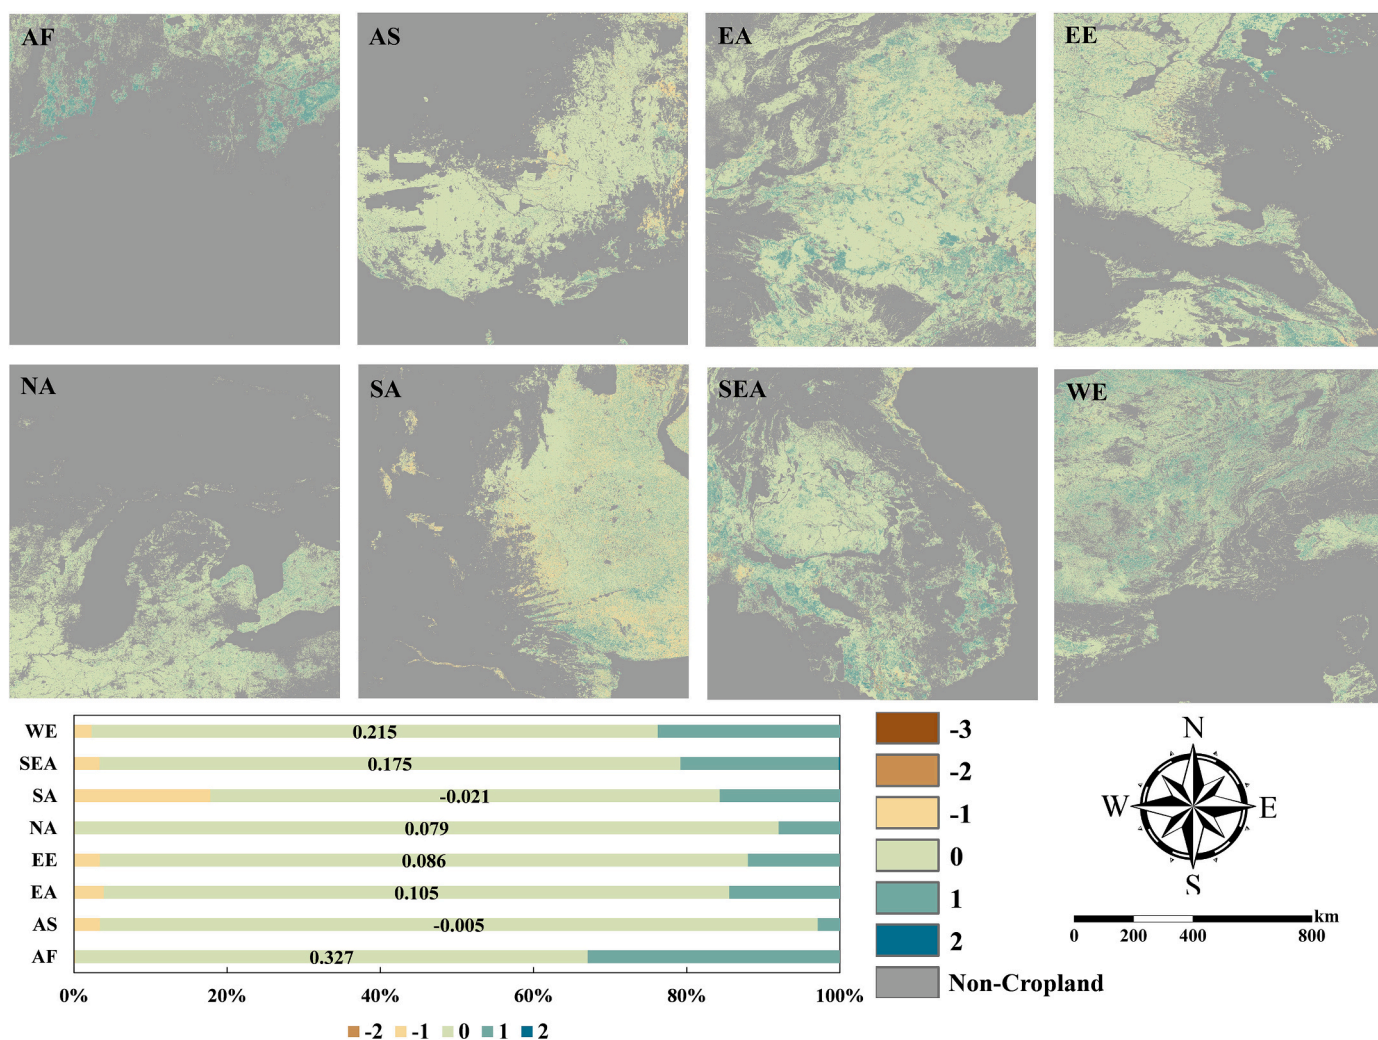 AF
AS
EA
EE
NA
SA
SEA
WE
WE 0.215
SEA 0.175
SA -0.021
NA 0.079
EE 0.086
EA 0.105
AS -0.005
AF 0.327
0% 20% 40% 60% 80% 100%
-2 -1 0 1 2
-3
-2
-1
0
1
2
Non-Cropland
N
W E
S
km
0 200 400 800